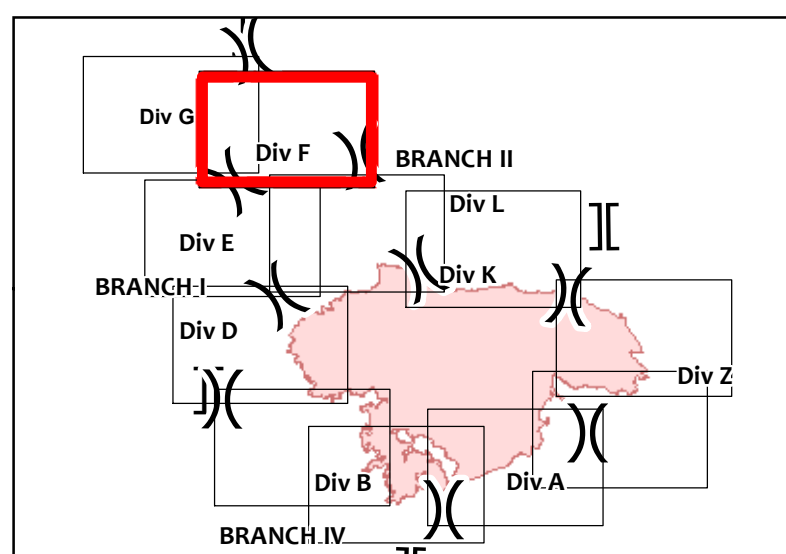 Div G
Div F
BRANCH II
Div L
Div E
Div K
BRANCH I
Div D
Div Z
Div B
Div A
BRANCH IV